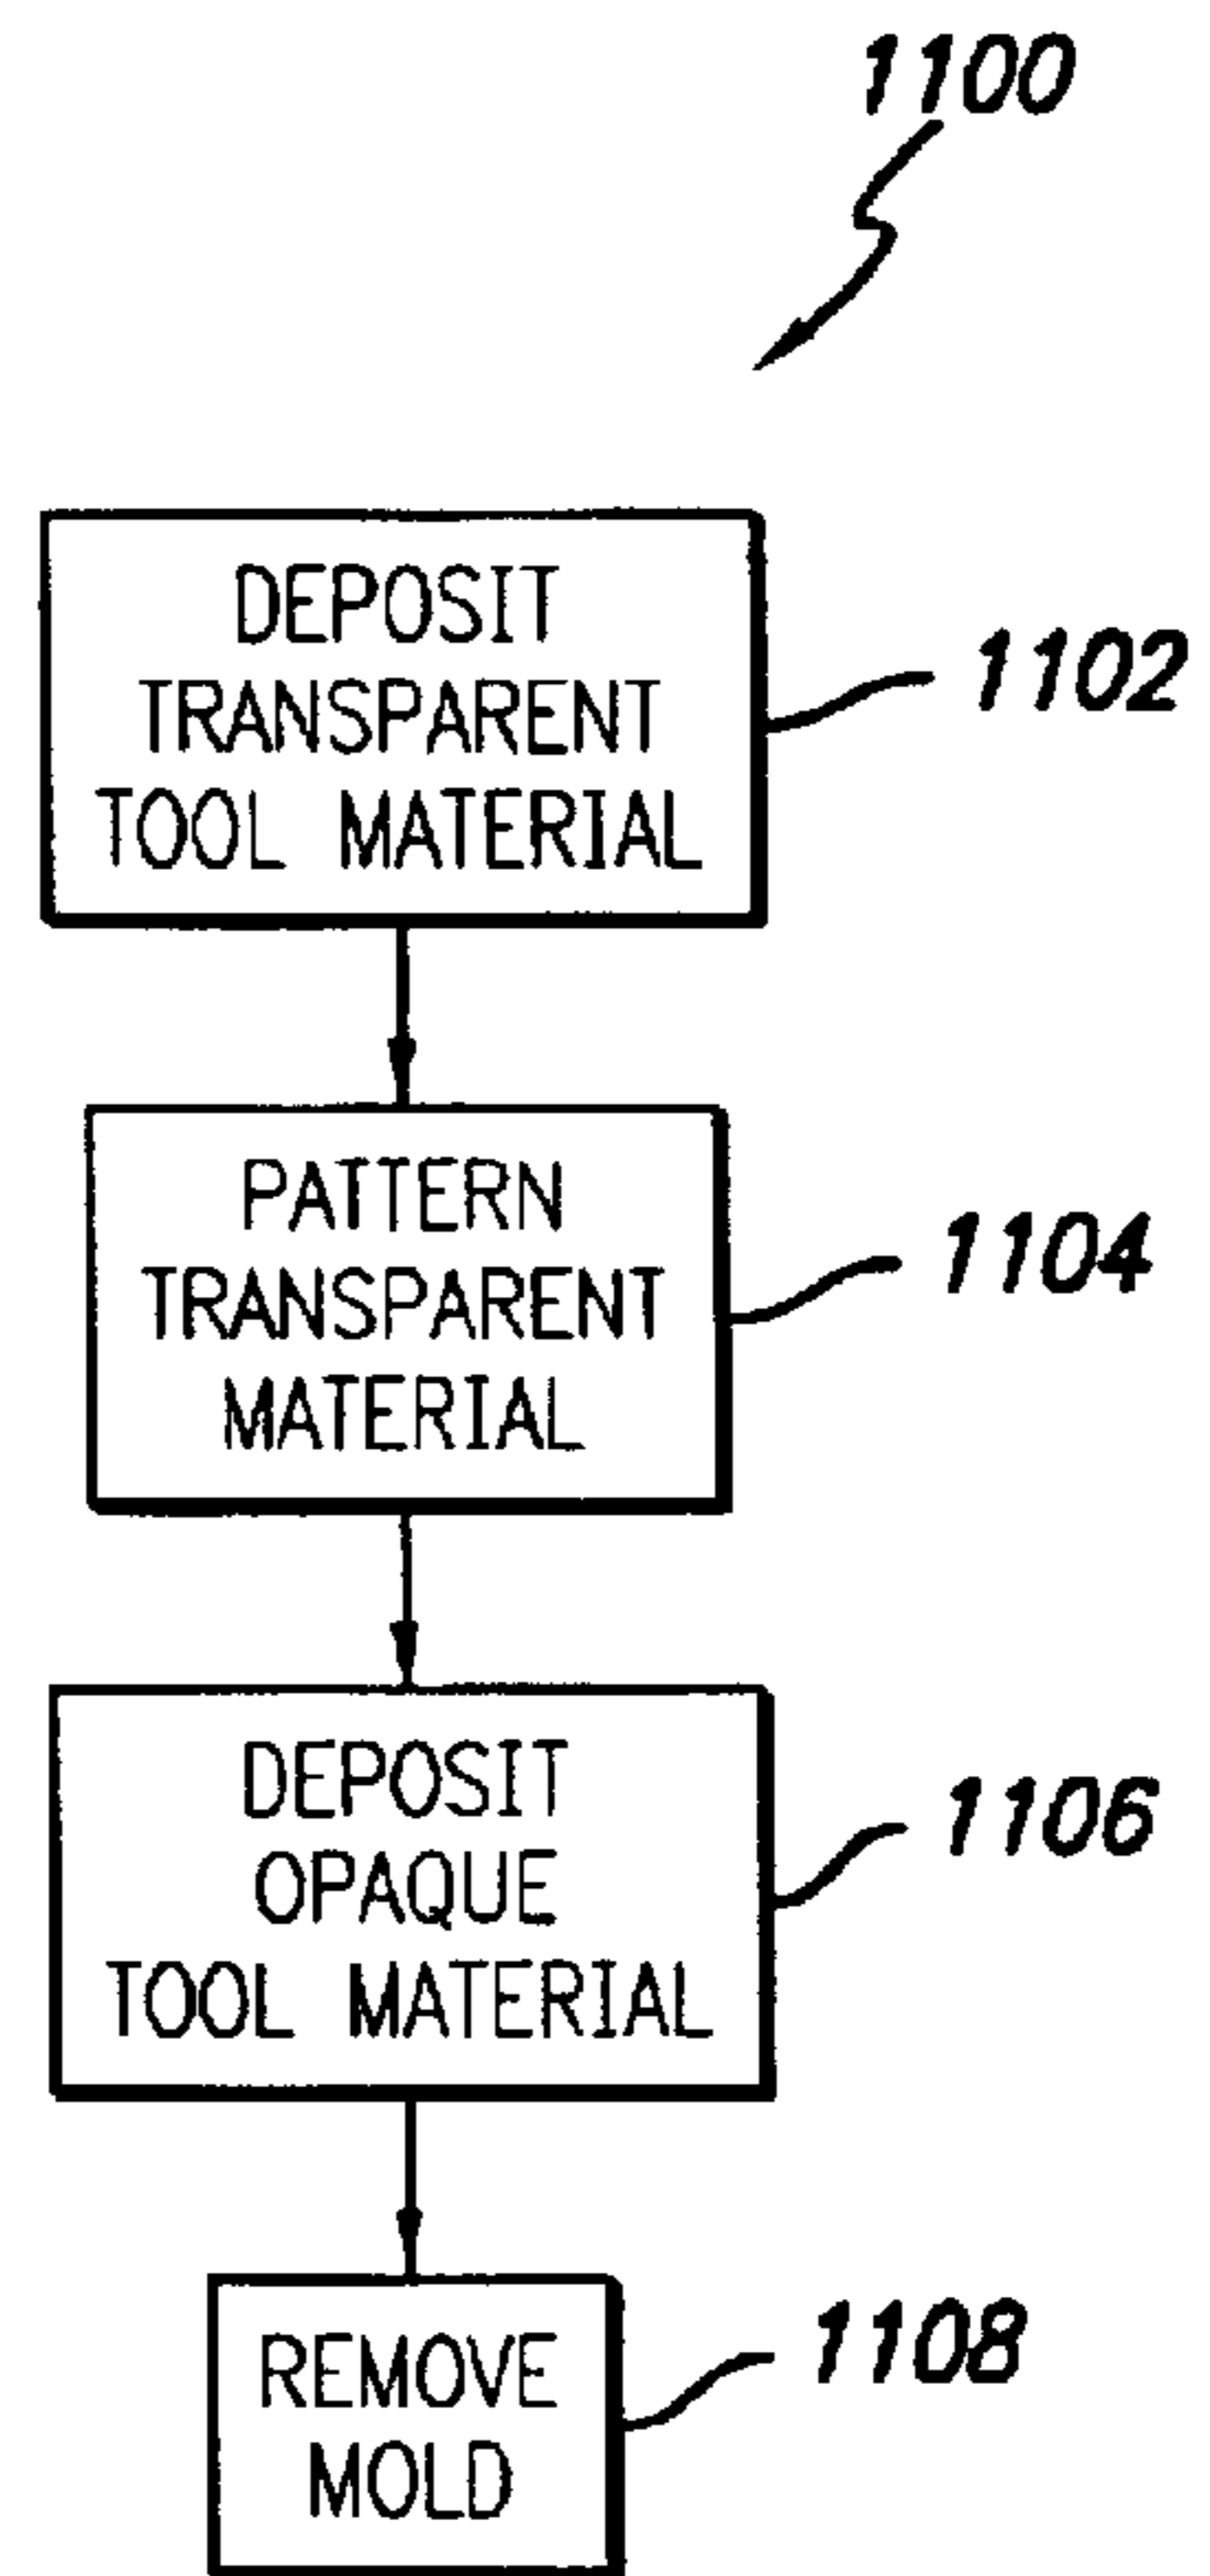 1100
DEPOSIT
TRANSPARENT
TOOL MATERIAL
1102
PATTERN
TRANSPARENT
MATERIAL
1104
DEPOSIT
OPAQUE
TOOL MATERIAL
1106
REMOVE
MOLD
1108